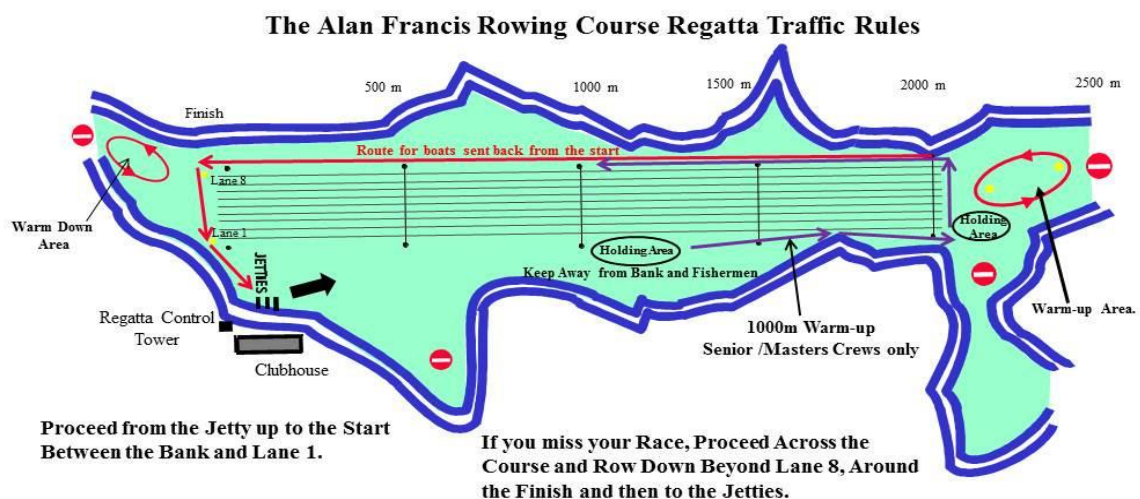 The Alan Francis Rowing Course Regatta Traffic Rules
500 m
1000 m
1500 m
2000 m
2500 m
Finish
Route for boats sent back from the start
Lane 8
Warm Down
Area
Lane 1
Holding Area
Holding
Area
Keep Away from Bank and Fishermen
JETTIES
Warm-up Area.
Regatta Control
Tower
1000m Warm-up
Senior /Masters Crews only
Clubhouse
Proceed from the Jetty up to the Start
Between the Bank and Lane 1.
If you miss your Race, Proceed Across the
Course and Row Down Beyond Lane 8, Around
the Finish and then to the Jetties.